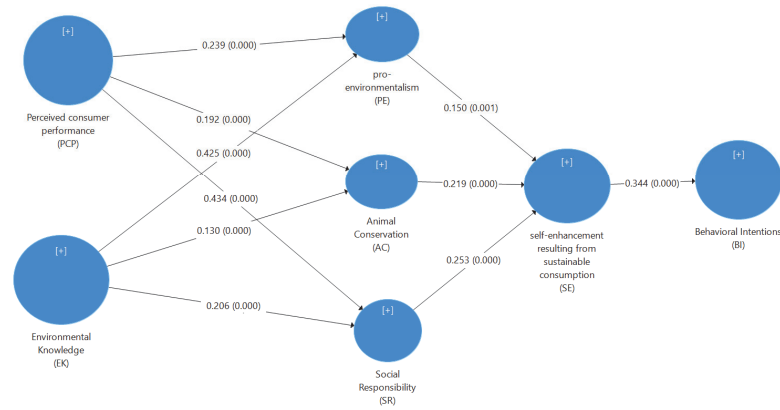 [+]
Perceived consumer
performance
(PCP)
[+]
Environmental
Knowledge
(EK)
0.239 (0.000)
0.192 (0.000)
0.425 (0.000)
0.434 (0.000)
0.130 (0.000)
0.206 (0.000)
[+]
pro-
environmentalism
(PE)
[+]
Animal
Conservation
(AC)
[+]
Social
Responsibility
(SR)
0.150 (0.001)
0.219 (0.000)
0.253 (0.000)
[+]
self-enhancement
resulting from
sustainable
consumption
(SE)
0.344 (0.000)
[+]
Behavioral Intentions
(BI)